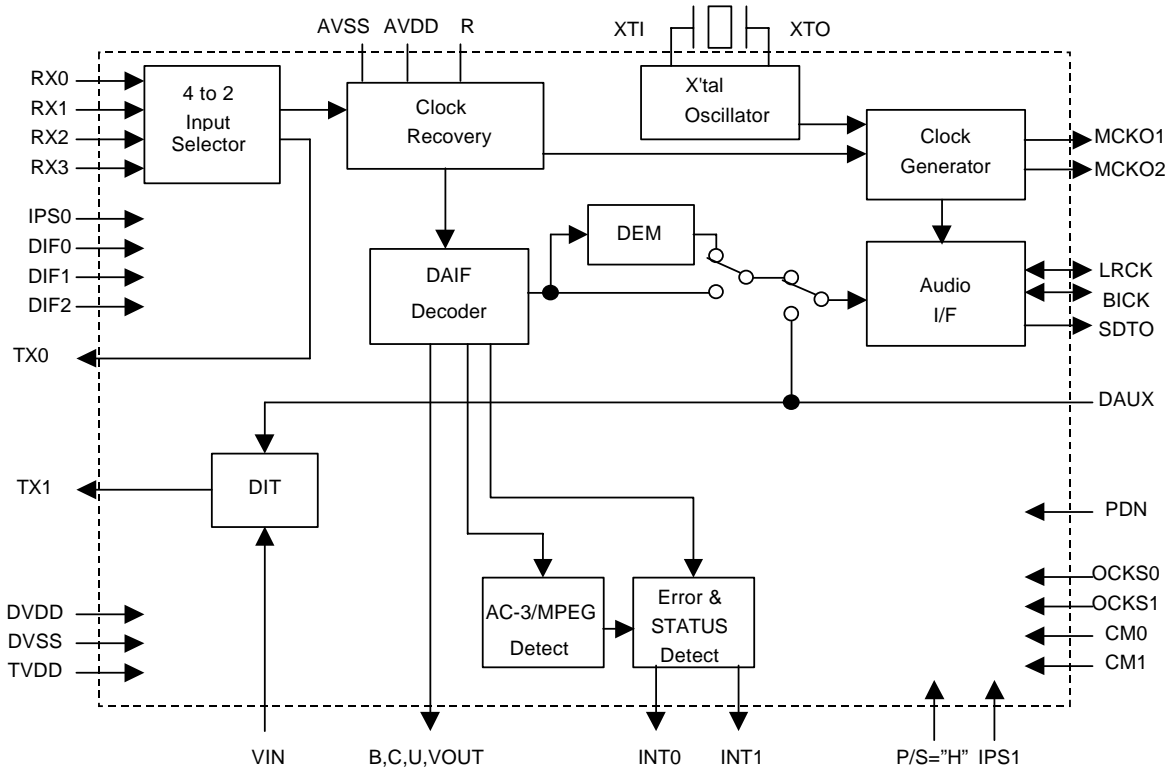 AVSS AVDD R XTI XTO
RX0
RX1
RX2
RX3
4 to 2
Input
Selector
Clock
Recovery
X'tal
Oscillator
Clock
Generator
MCKO1
MCKO2
IPS0
DIF0
DIF1
DIF2
DAIF
Decoder
DEM
Audio
I/F
LRCK
BICK
SDTO
TX0
DAUX
TX1
DIT
PDN
AC-3/MPEG
Detect
Error &
STATUS
Detect
OCKS0
OCKS1
CM0
CM1
DVDD
DVSS
TVDD
VIN B,C,U,VOUT INT0 INT1 P/S=”H” IPS1